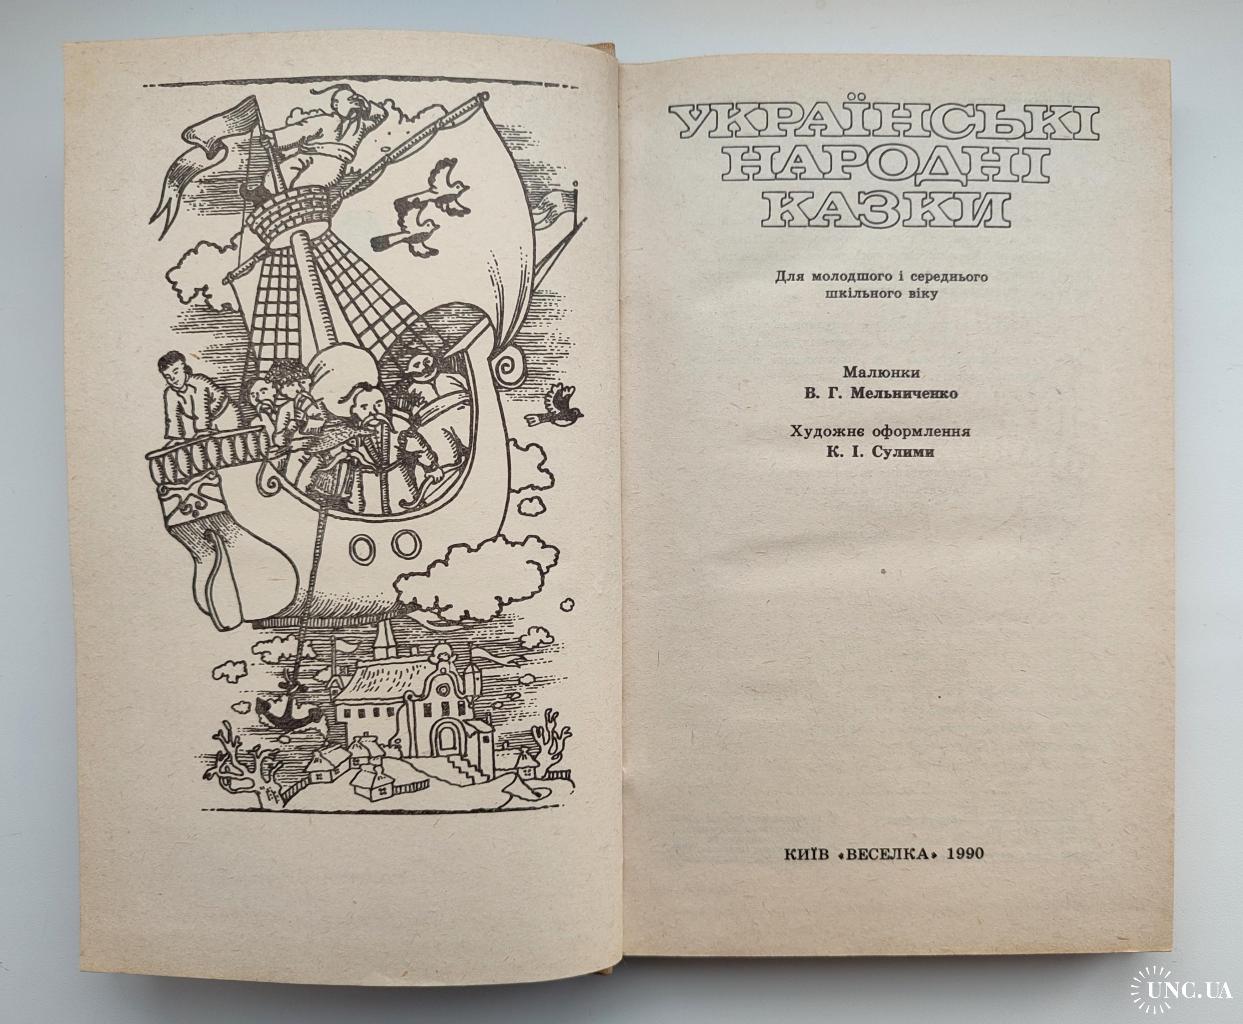 УКРАЇНСЬКІ
НАРОДНІ
КАЗКИ
Для молодшого і середнього
шкільного віку
Малюнки
В. Г. Мельниченко
Художнє оформлення
К. І. Сулими
КИЇВ «ВЕСЕЛКА» 1990
UNC.UA